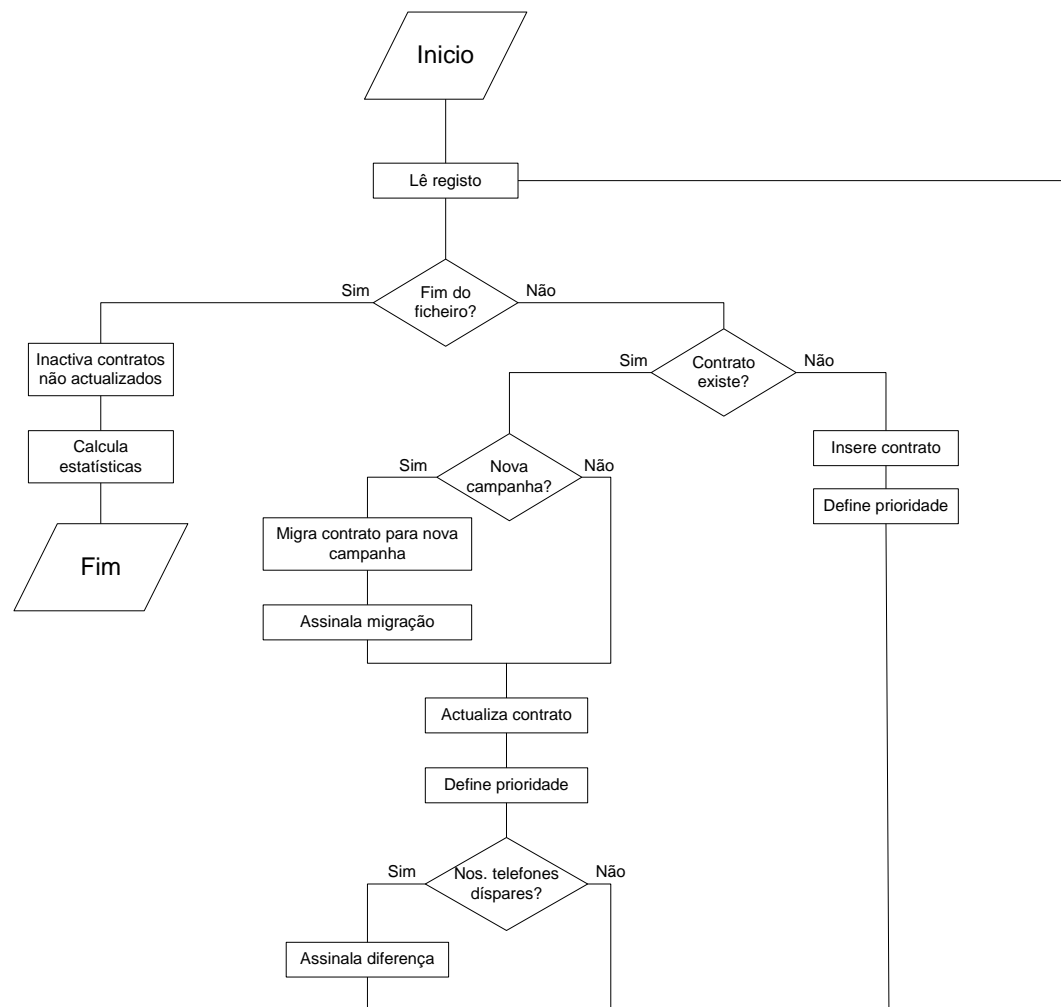 Inicio
Lê registo
Sim
Fim do
ficheiro?
Não
Inactiva contratos
não actualizados
Sim
Contrato
existe?
Não
Calcula
estatísticas
Insere contrato
Sim
Nova
campanha?
Não
Define prioridade
Migra contrato para nova
campanha
Fim
Assinala migração
Actualiza contrato
Define prioridade
Sim
Nos. telefones
díspares?
Não
Assinala diferença